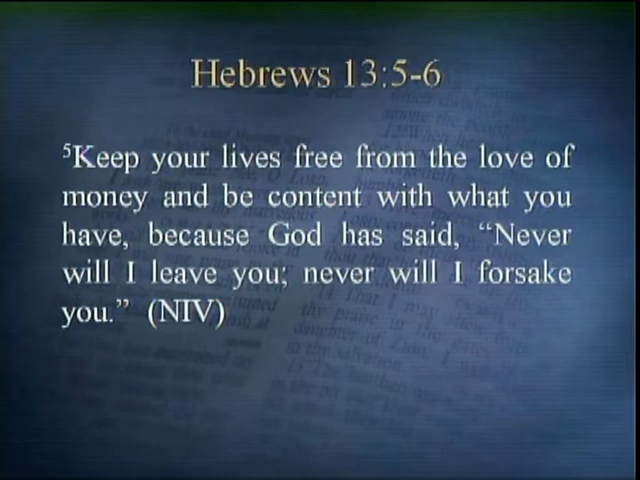 Hebrews 13:5-6
⁵Keep your lives free from the love of
money and be content with what you
have, because God has said, “Never
will I leave you; never will I forsake
you.” (NIV)